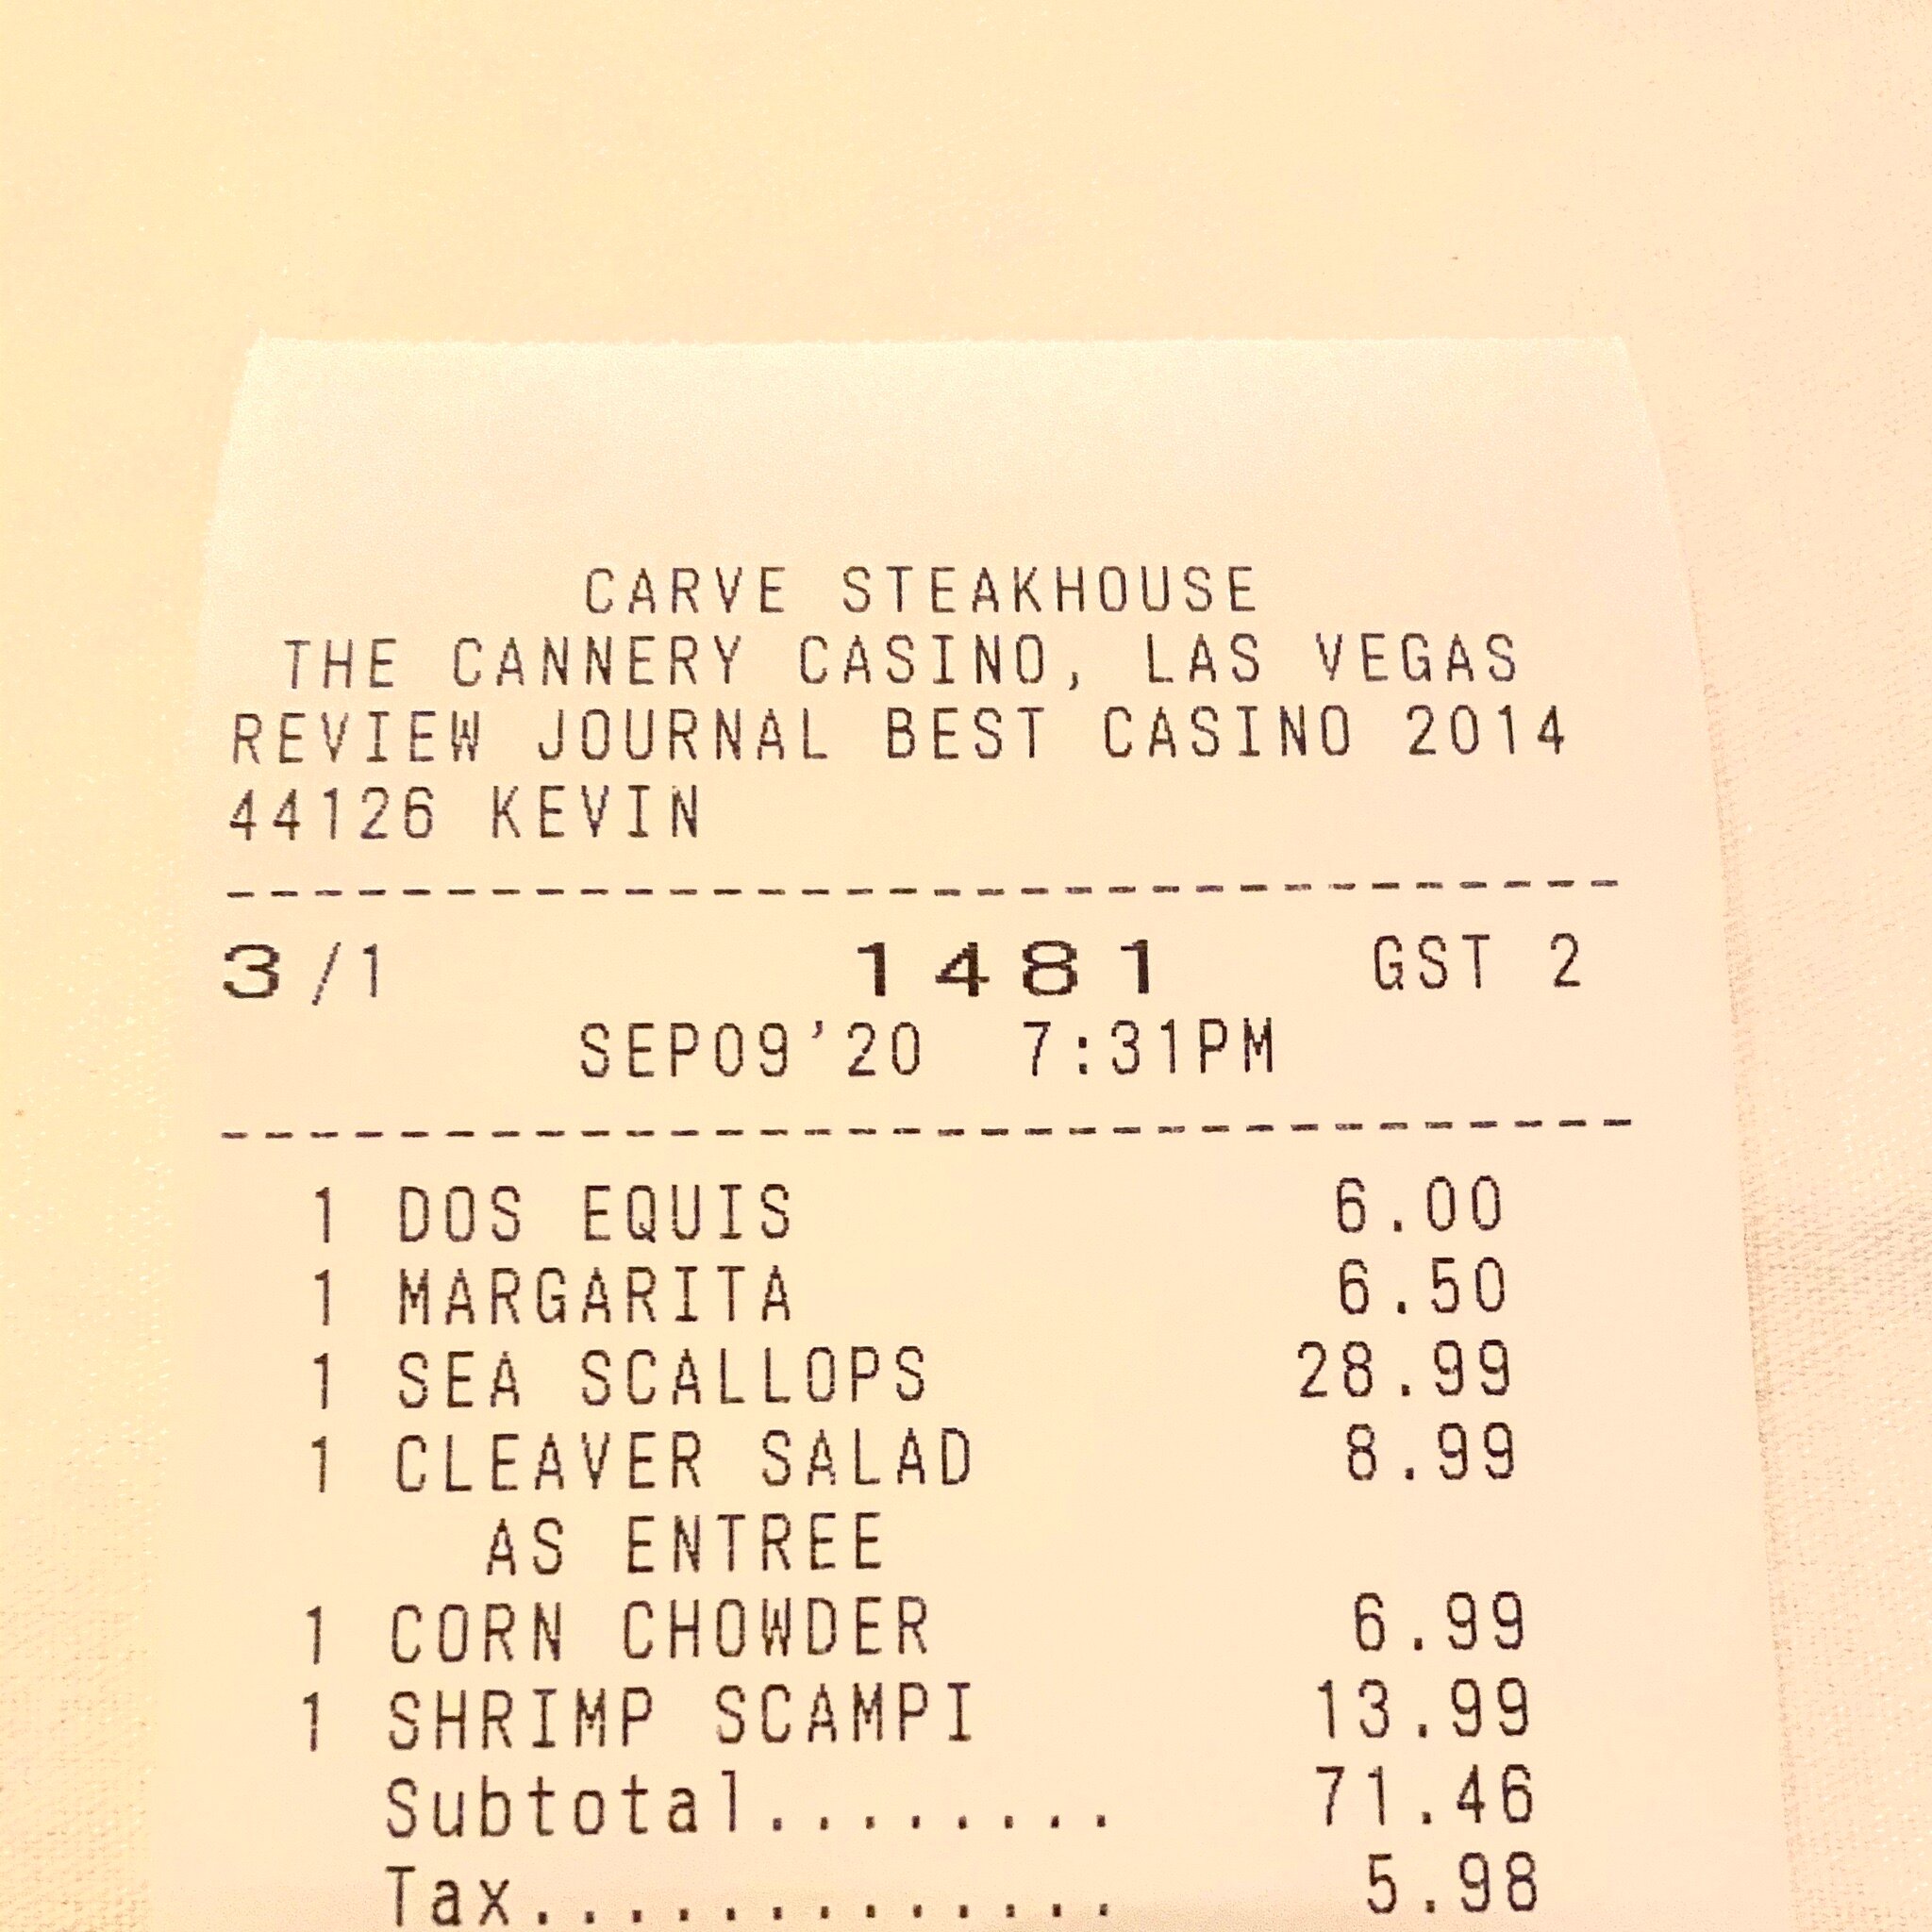 CARVE STEAKHOUSE
THE CANNERY CASINO, LAS VEGAS
REVIEW JOURNAL BEST CASINO 2014
44126 KEVIN
--------------------------------
3/1 1481 GST 2
SEP09'20 7:31PM
--------------------------------
1 DOS EQUIS 6.00
1 MARGARITA 6.50
1 SEA SCALLOPS 28.99
1 CLEAVER SALAD 8.99
AS ENTREE
1 CORN CHOWDER 6.99
1 SHRIMP SCAMPI 13.99
Subtotal........ 71.46
Tax............. 5.98